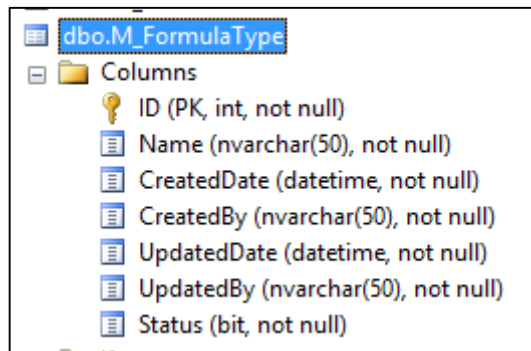 dbo.M_FormulaType
Columns
ID (PK, int, not null)
Name (nvarchar(50), not null)
CreatedDate (datetime, not null)
CreatedBy (nvarchar(50), not null)
UpdatedDate (datetime, not null)
UpdatedBy (nvarchar(50), not null)
Status (bit, not null)